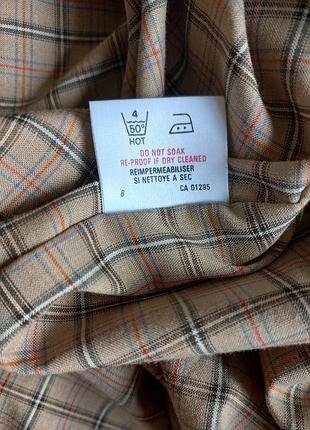 4
50°
HOT
DO NOT SOAK
RE-PROOF IF DRY CLEANED
REIMPERMEABILISER
SI NETTOYE A SEC
8 CA 01295